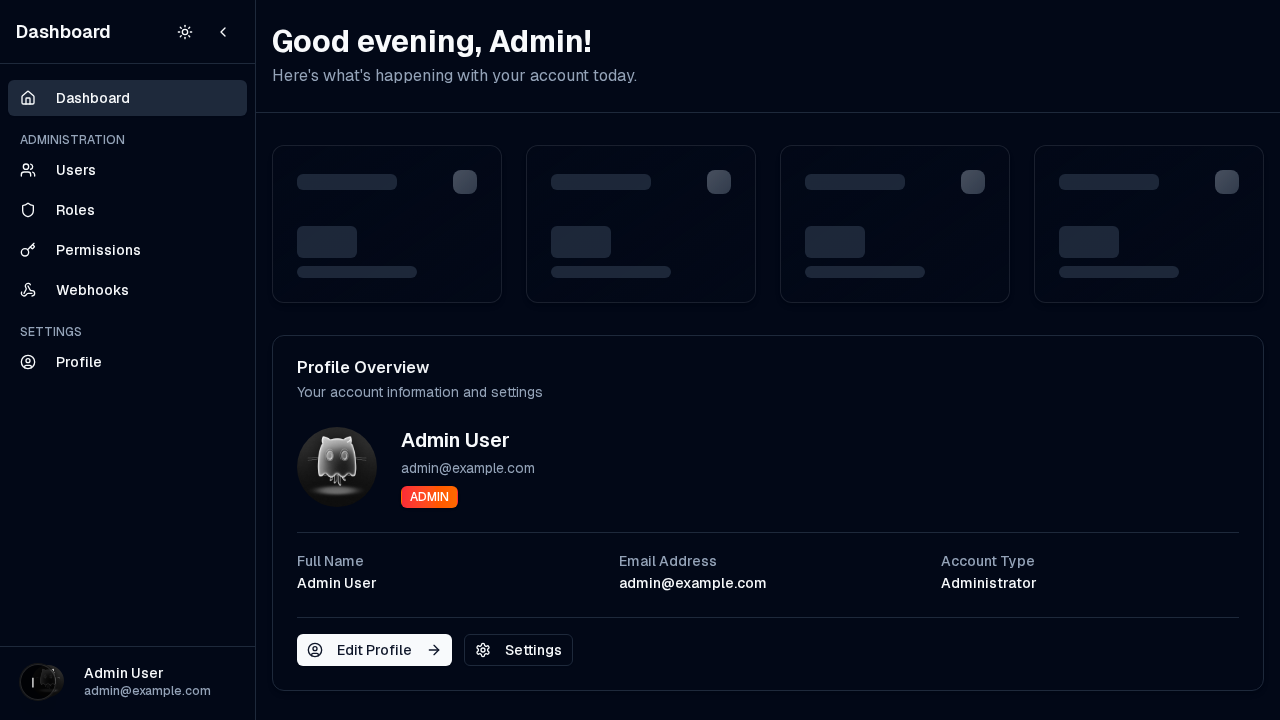 Dashboard
Good evening, Admin!
Here's what's happening with your account today.
Dashboard
ADMINISTRATION
Users
Roles
Permissions
Webhooks
SETTINGS
Profile
Profile Overview
Your account information and settings
Admin User
admin@example.com
ADMIN
Full Name
Admin User
Email Address
admin@example.com
Account Type
Administrator
Edit Profile
Settings
Admin User
admin@example.com